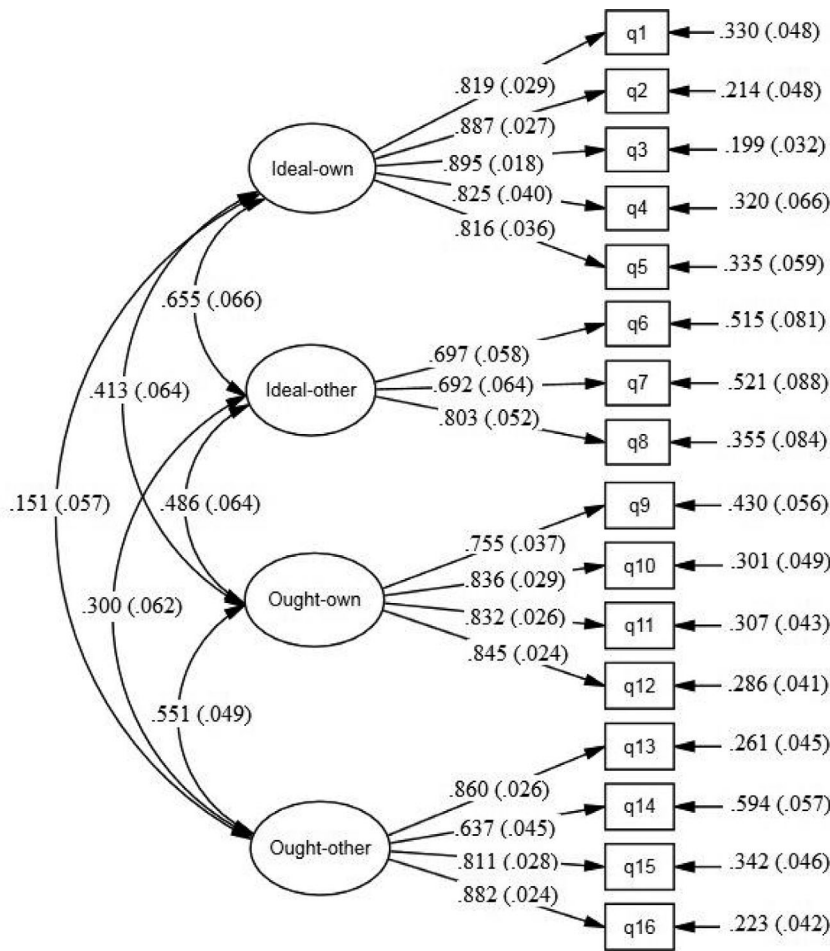 q1
.330 (.048)
.819 (.029)
q2
.214 (.048)
.887 (.027)
q3
.199 (.032)
.895 (.018)
Ideal-own
q4
.320 (.066)
.825 (.040)
.816 (.036)
q5
.335 (.059)
.655 (.066)
q6
.515 (.081)
.697 (.058)
Ideal-other
.692 (.064)
q7
.521 (.088)
.413 (.064)
.803 (.052)
q8
.355 (.084)
.151 (.057)
.486 (.064)
q9
.430 (.056)
.755 (.037)
q10
.301 (.049)
.836 (.029)
Ought-own
.300 (.062)
.832 (.026)
q11
.307 (.043)
.845 (.024)
q12
.286 (.041)
.551 (.049)
q13
.261 (.045)
.860 (.026)
q14
.594 (.057)
.637 (.045)
Ought-other
.811 (.028)
q15
.342 (.046)
.882 (.024)
q16
.223 (.042)